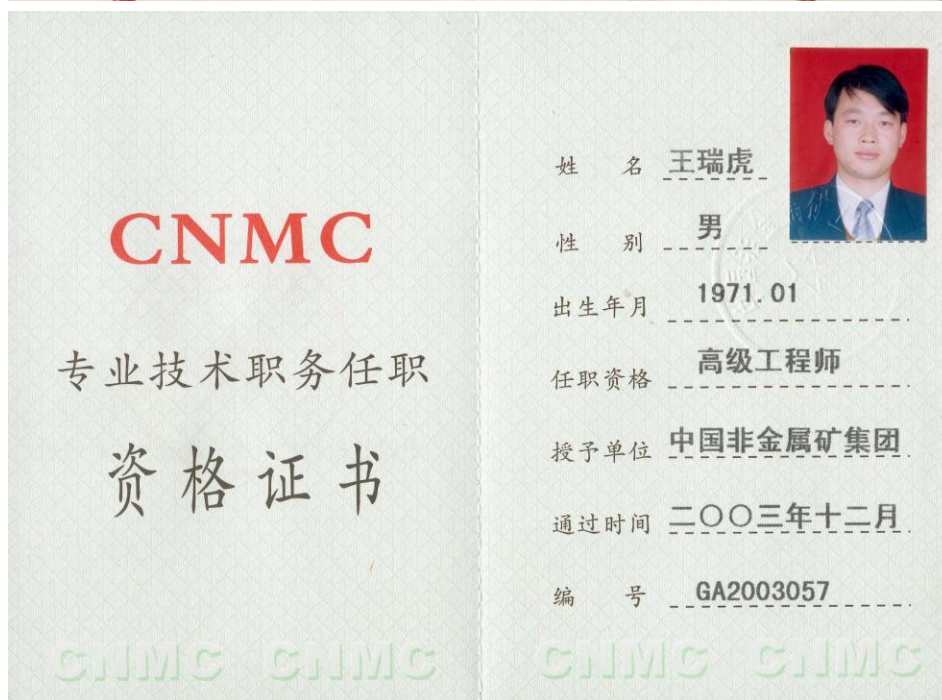 CNMC
专业技术职务任职
资格证书
姓 名 王瑞虎
性 别 男
出生年月 1971.01
任职资格 高级工程师
授予单位 中国非金属矿集团
通过时间 二〇〇三年十二月
编 号 GA2003057
CNMC CNMC
CNMC CNMC